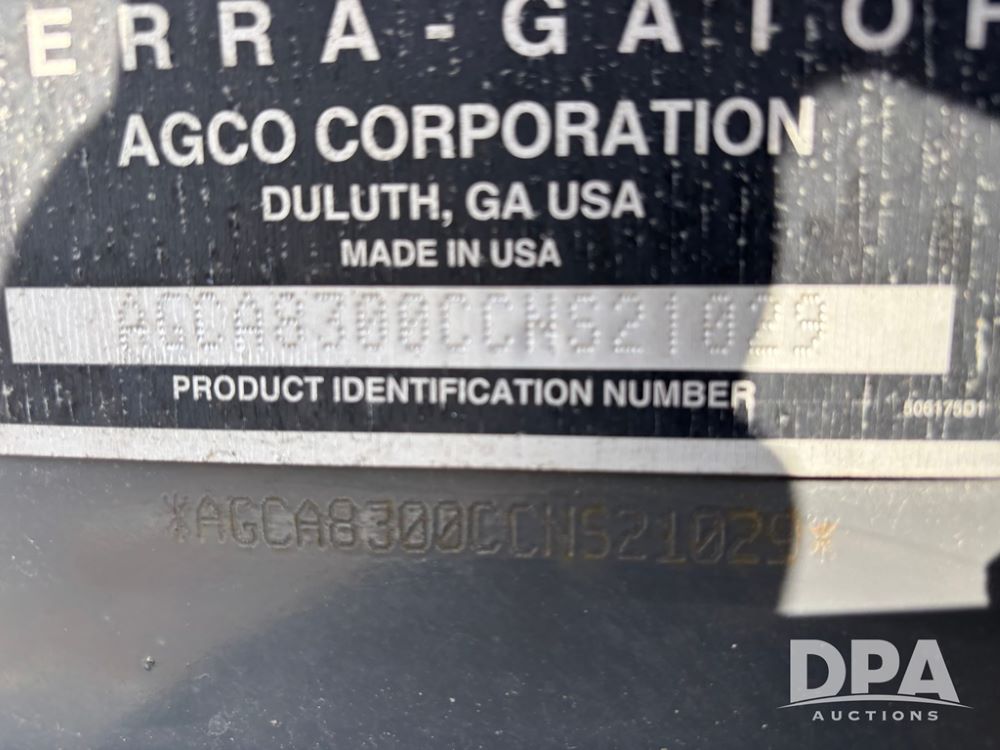 ERRA-GATOR
AGCO CORPORATION
DULUTH, GA USA
MADE IN USA
AGCA8300CCNS21029
PRODUCT IDENTIFICATION NUMBER
506175D1
*AGCA8300CCNS21029*
DPA
AUCTIONS